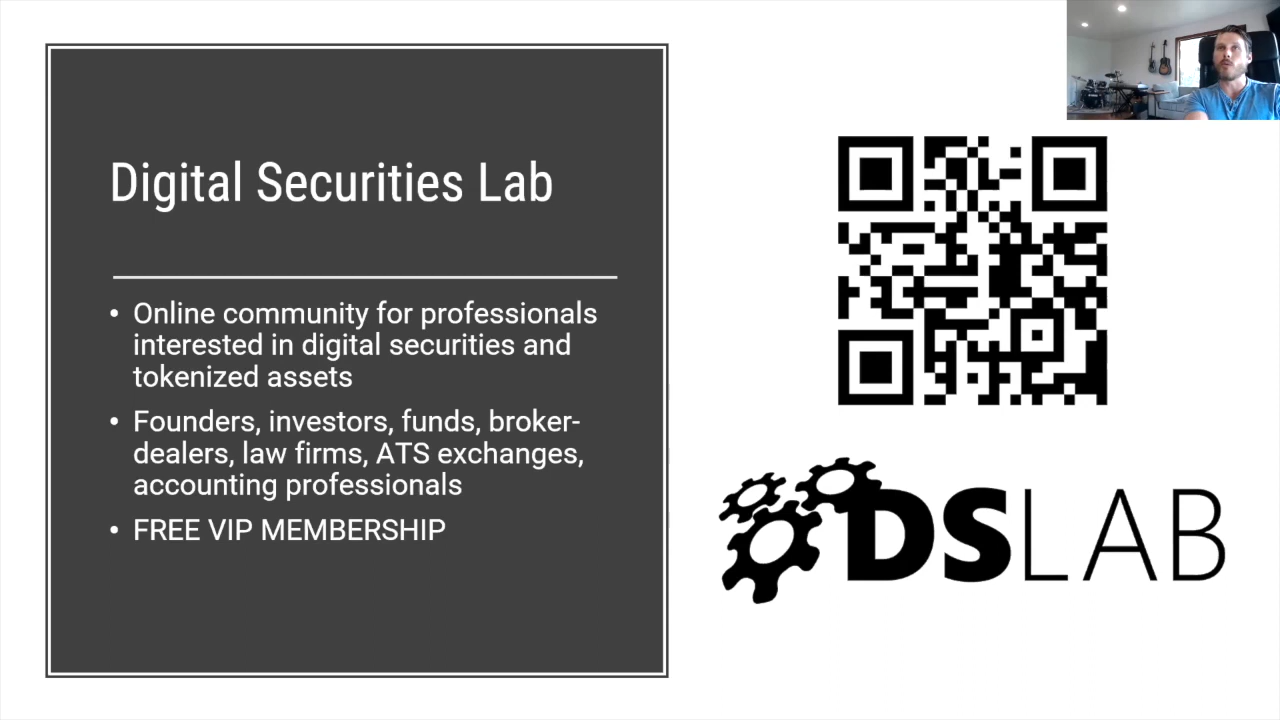 Digital Securities Lab
• Online community for professionals
interested in digital securities and
tokenized assets
• Founders, investors, funds, broker-
dealers, law firms, ATS exchanges,
accounting professionals
• FREE VIP MEMBERSHIP
DSLAB